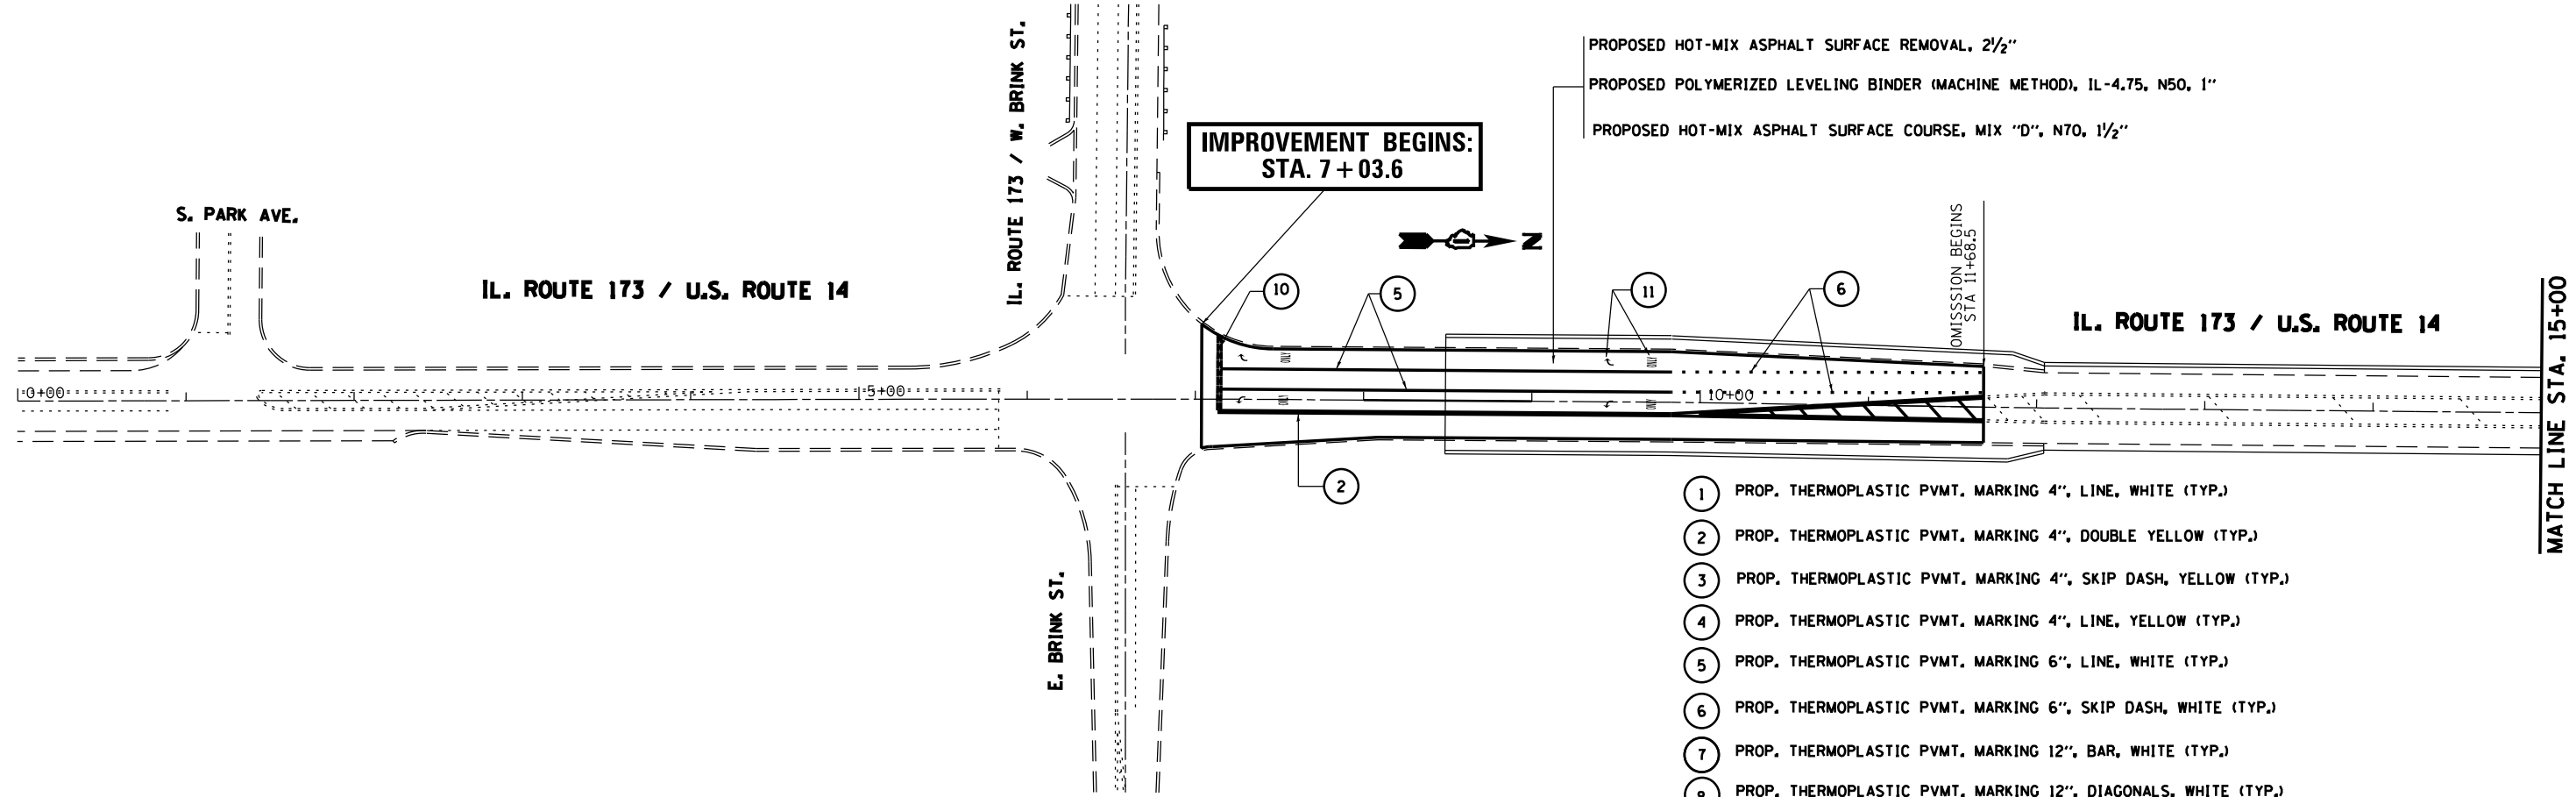 PROPOSED HOT-MIX ASPHALT SURFACE REMOVAL, 2½"
PROPOSED POLYMERIZED LEVELING BINDER (MACHINE METHOD), IL-4.75, N50, 1"
PROPOSED HOT-MIX ASPHALT SURFACE COURSE, MIX "D", N70, 1½"
IL. ROUTE 173 / W. BRINK ST.
IMPROVEMENT BEGINS:
STA. 7+03.6
S. PARK AVE.
N
OMISSION BEGINS
STA 11+68.5
IL. ROUTE 173 / U.S. ROUTE 14
10
5
11
6
IL. ROUTE 173 / U.S. ROUTE 14
MATCH LINE STA. 15+00
ONLY
ONLY
0+00
5+00
ONLY
ONLY
10+00
2
E. BRINK ST.
1 PROP. THERMOPLASTIC PVMT. MARKING 4", LINE, WHITE (TYP.)
2 PROP. THERMOPLASTIC PVMT. MARKING 4", DOUBLE YELLOW (TYP.)
3 PROP. THERMOPLASTIC PVMT. MARKING 4", SKIP DASH, YELLOW (TYP.)
4 PROP. THERMOPLASTIC PVMT. MARKING 4", LINE, YELLOW (TYP.)
5 PROP. THERMOPLASTIC PVMT. MARKING 6", LINE, WHITE (TYP.)
6 PROP. THERMOPLASTIC PVMT. MARKING 6", SKIP DASH, WHITE (TYP.)
7 PROP. THERMOPLASTIC PVMT. MARKING 12", BAR, WHITE (TYP.)
8 PROP. THERMOPLASTIC PVMT. MARKING 12", DIAGONALS, WHITE (TYP.)